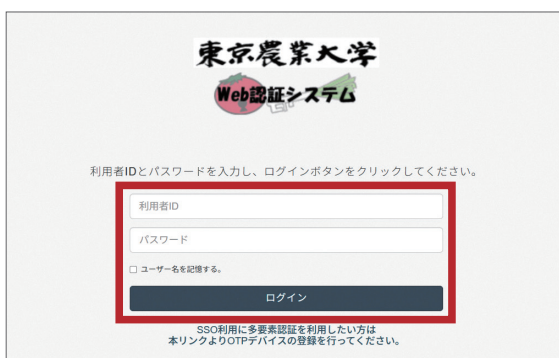 東京農業大学
Web認証システム
利用者IDとパスワードを入力し、ログインボタンをクリックしてください。
利用者ID
パスワード
ユーザー名を記憶する。
ログイン
SSO利用に多要素認証を利用したい方は
本リンクよりOTPデバイスの登録を行ってください。